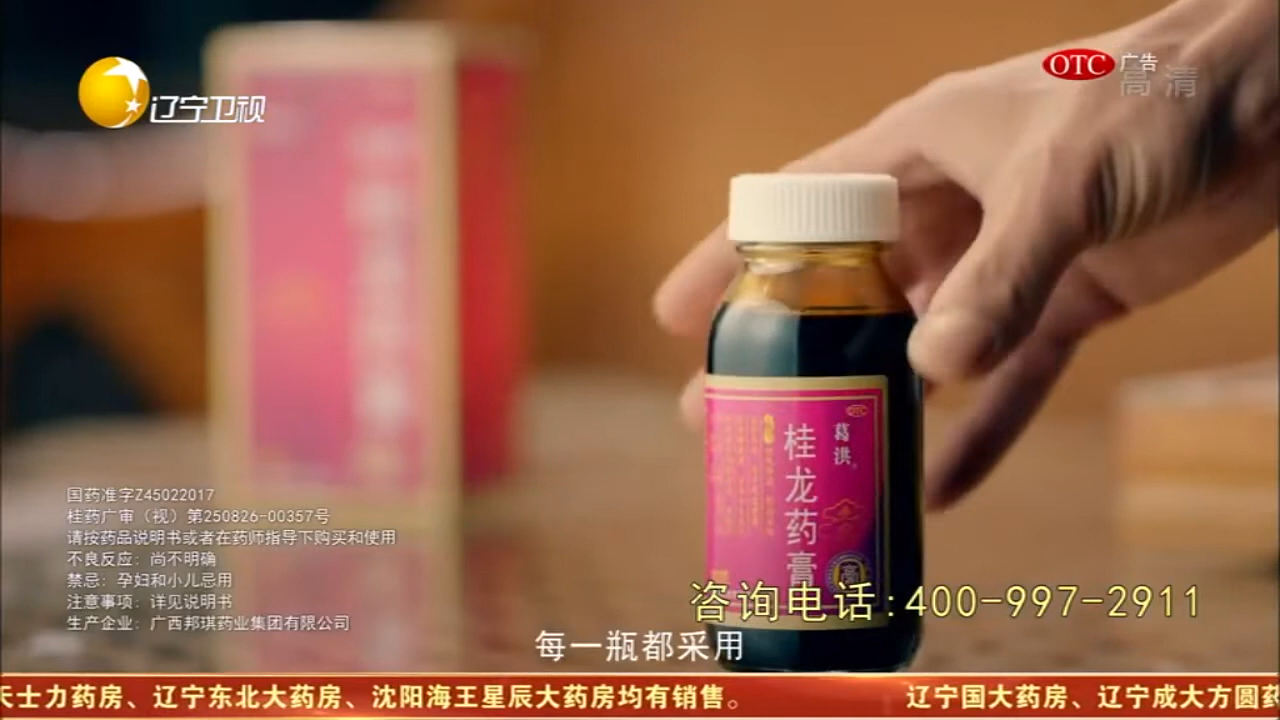 辽宁卫视
OTC 广告
高清
OTC
葛洪
桂龙药膏
国药准字Z45022017
桂药广审（视）第250826-00357号
请按药品说明书或者在药师指导下购买和使用
不良反应：尚不明确
禁忌：孕妇和小儿忌用
注意事项：详见说明书
生产企业：广西邦琪药业集团有限公司
咨询电话:400-997-2911
每一瓶都采用
天士力药房、辽宁东北大药房、沈阳海王星辰大药房均有销售。 辽宁国大药房、辽宁成大方圆药